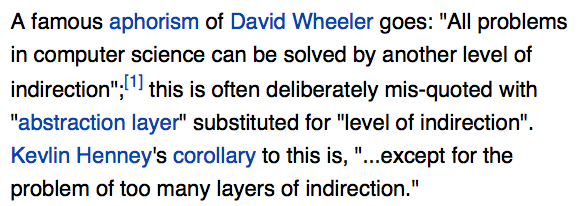 A famous aphorism of David Wheeler goes: "All problems
in computer science can be solved by another level of
indirection";[1] this is often deliberately mis-quoted with
"abstraction layer" substituted for "level of indirection".
Kevlin Henney's corollary to this is, "...except for the
problem of too many layers of indirection."